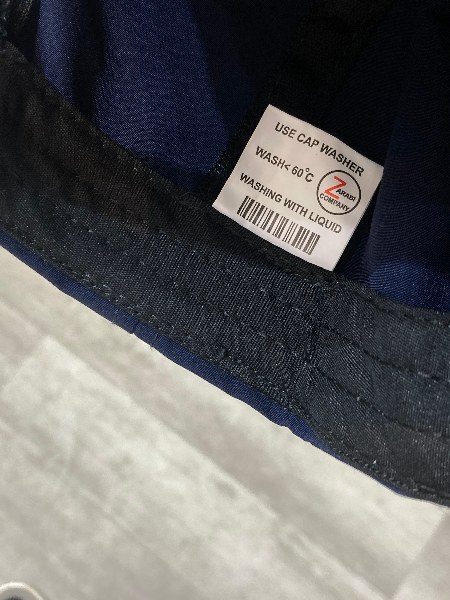 USE CAP WASHER
WASH< 60°C
ZARABI
COMPANY
WASHING WITH LIQUID